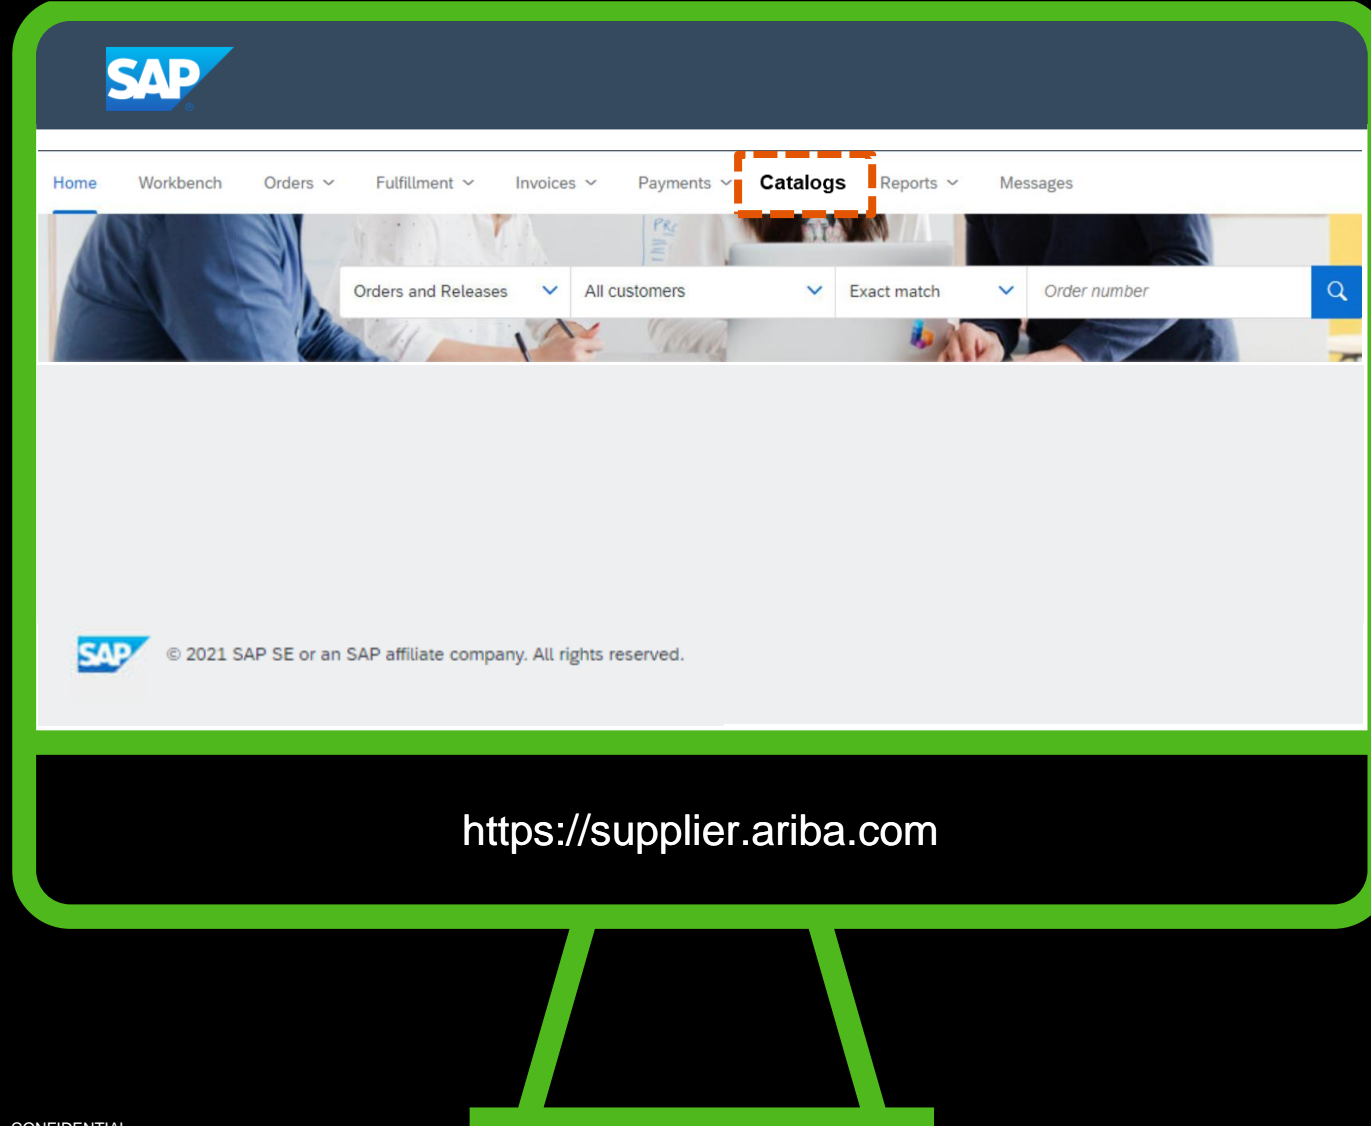 SAP
Home Workbench Orders Fulfillment Invoices Payments Catalogs Reports Messages
Orders and Releases All customers Exact match Order number
SAP © 2021 SAP SE or an SAP affiliate company. All rights reserved.
https://supplier.ariba.com
CONFIDENTIAL